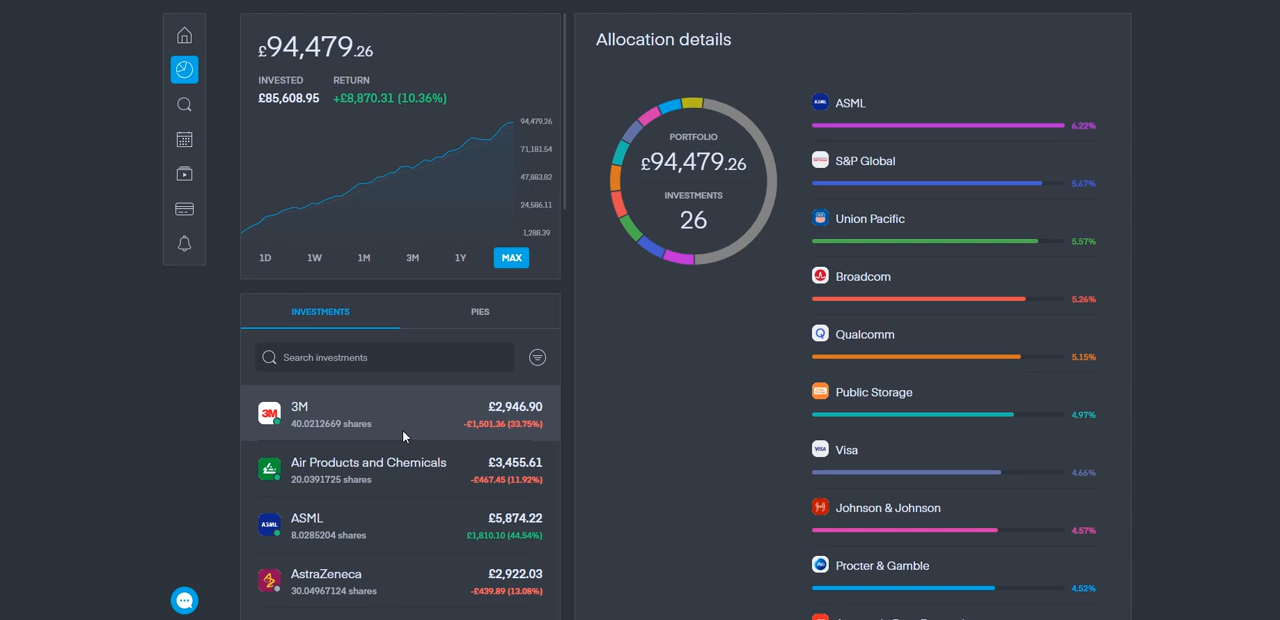 £94,479.26
INVESTED RETURN
£85,608.95 +£8,870.31 (10.36%)
94,479.26
71,181.54
47,883.82
24,586.11
1,288.39
1D 1W 1M 3M 1Y MAX
INVESTMENTS PIES
Search investments
3M £2,946.90
40.0212669 shares -£1,501.36 (33.75%)
Air Products and Chemicals £3,455.61
20.0391725 shares -£467.45 (11.92%)
ASML £5,874.22
8.0285204 shares £1,810.10 (44.54%)
AstraZeneca £2,922.03
30.04967124 shares -£439.89 (13.08%)
Allocation details
PORTFOLIO
£94,479.26
INVESTMENTS
26
ASML
6.22%
S&P Global
5.67%
Union Pacific
5.57%
Broadcom
5.26%
Qualcomm
5.15%
Public Storage
4.97%
VISA Visa
4.66%
Johnson & Johnson
4.57%
Procter & Gamble
4.52%